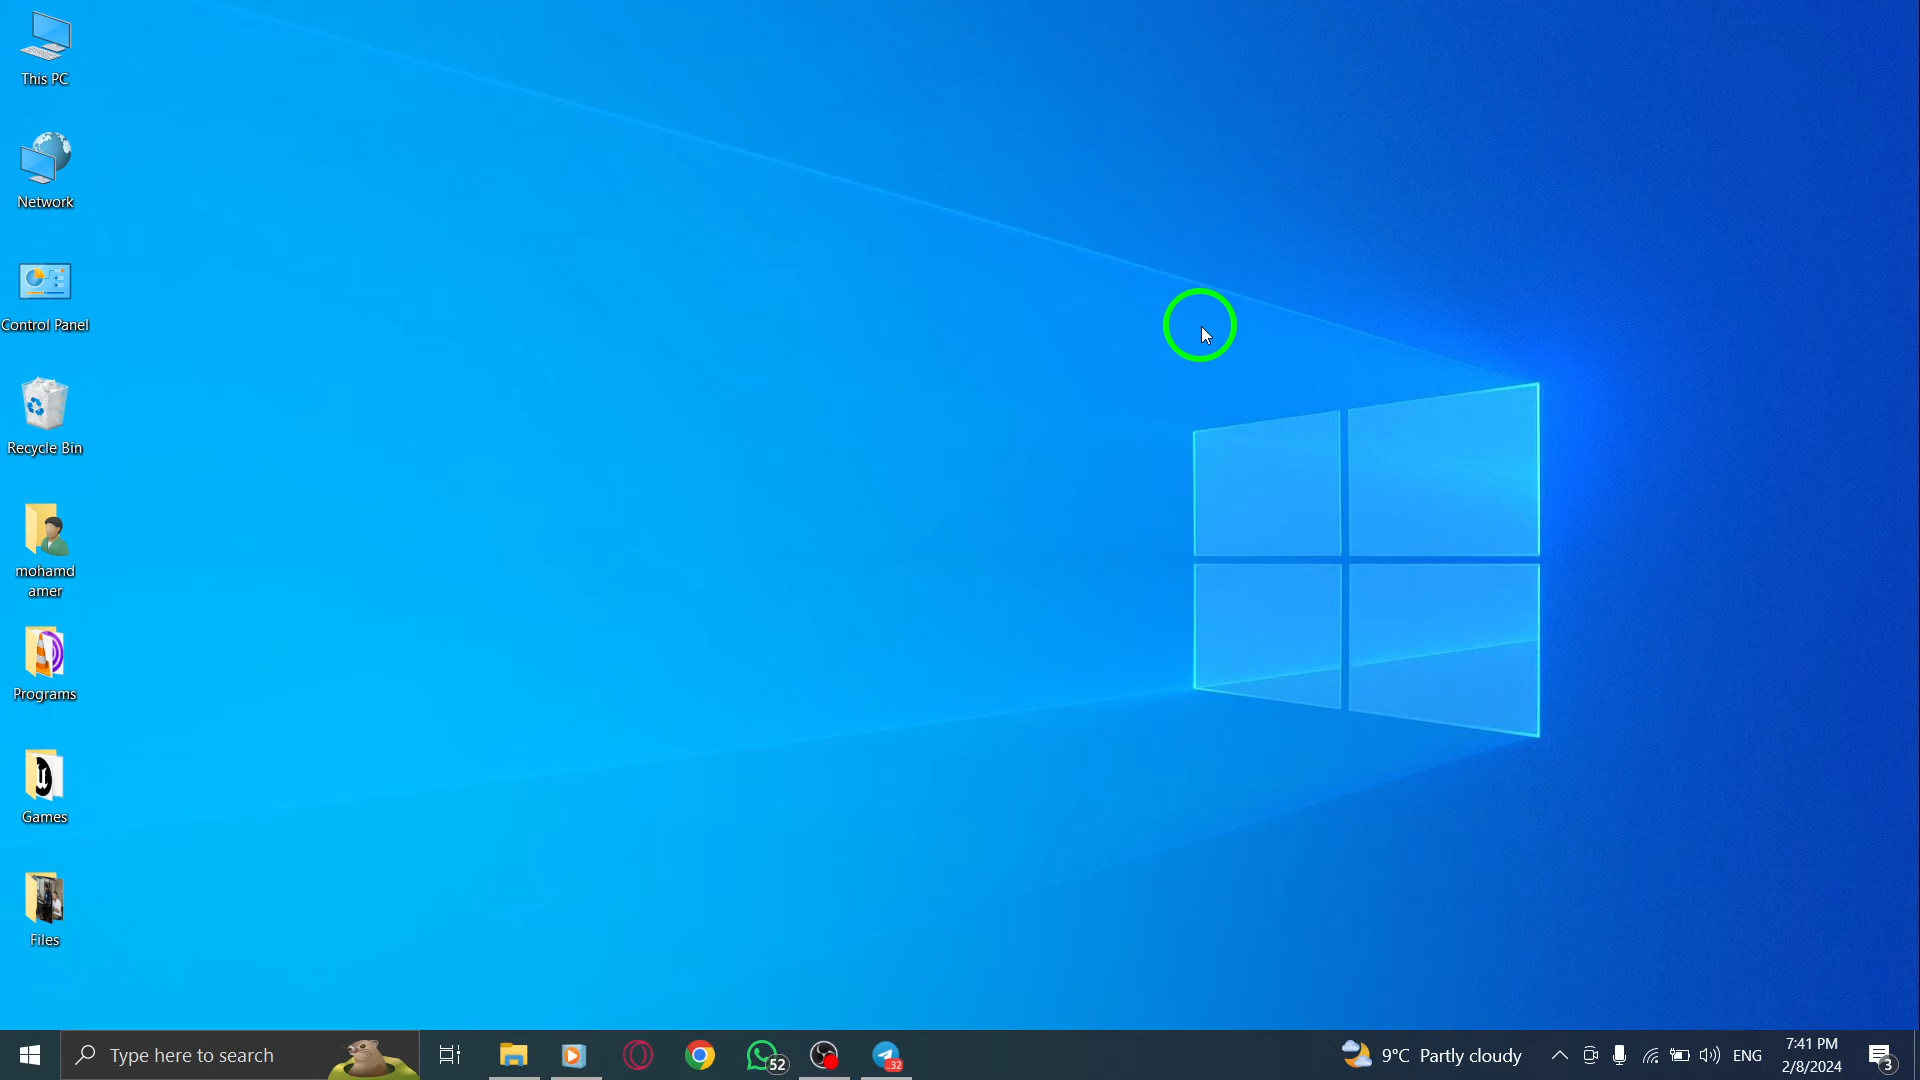 This PC
Network
Control Panel
Recycle Bin
mohamd
amer
Programs
Games
Files
Type here to search
52
..32
9°C Partly cloudy
ENG
7:41 PM
2/8/2024
3